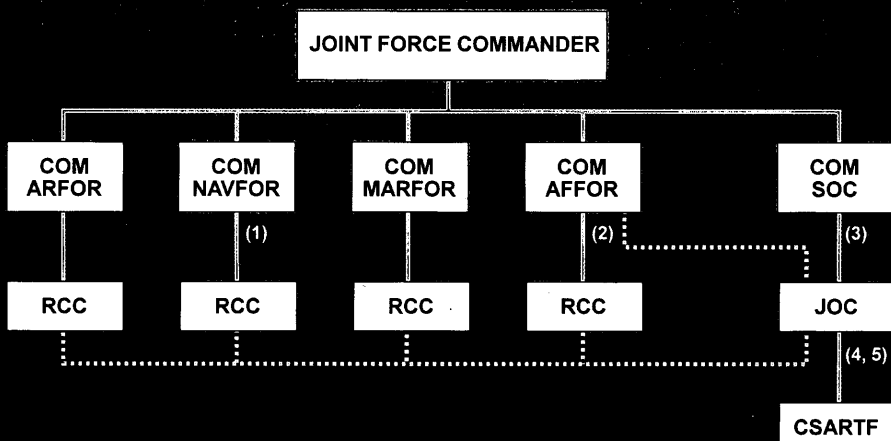 JOINT FORCE COMMANDER
COM
ARFOR
COM
NAVFOR
COM
MARFOR
COM
AFFOR
COM
SOC
(1)
(2)
(3)
RCC
RCC
RCC
RCC
JOC
(4, 5)
CSARTF